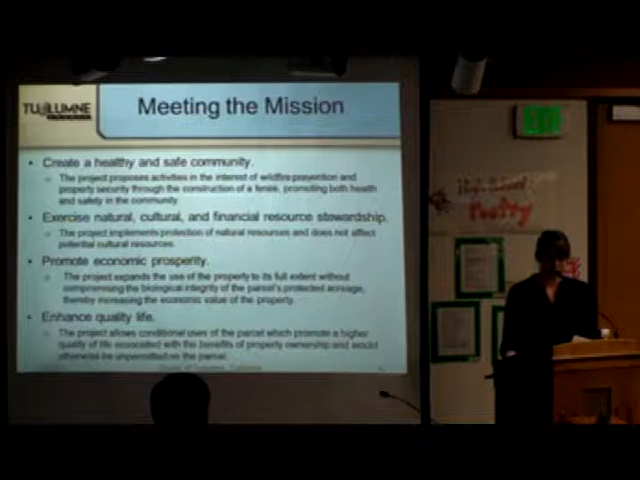 TUOLUMNE
Meeting the Mission
• Create a healthy and safe community.
The project proposes activities in the interest of wildfire prevention and
property security through the construction of a fence, promoting both health
and safety in the community
• Exercise natural, cultural, and financial resource stewardship.
The project implements protection of natural resources and does not affect
potential cultural resources.
• Promote economic prosperity.
The project expands the use of the property to its full extent without
compromising the biological integrity of the parcel's protected acreage,
thereby increasing the economic value of the property.
• Enhance quality life.
The project allows conditional uses of the parcel which promote a higher
quality of life associated with the benefits of property ownership and would
otherwise be unpermitted on the parcel.
High School
Poetry